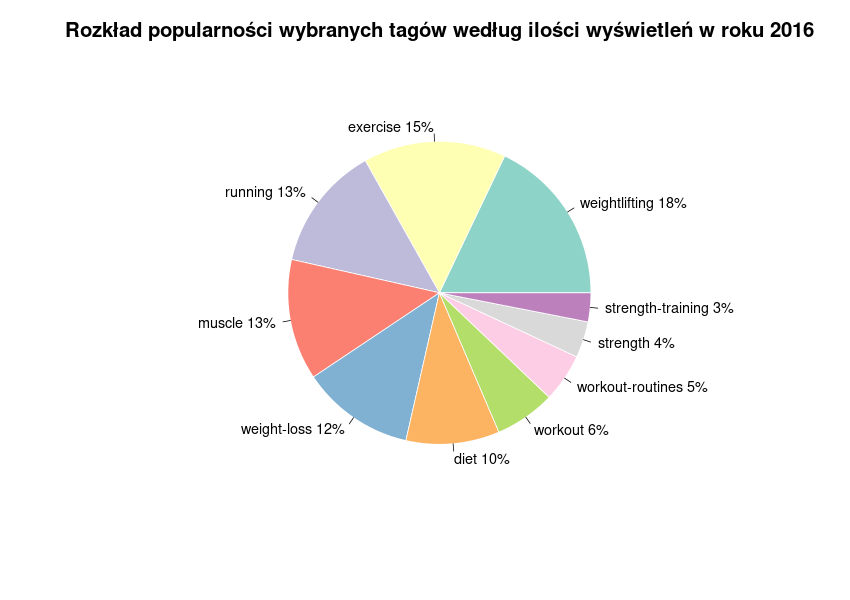 Rozkład popularności wybranych tagów według ilości wyświetleń w roku 2016
exercise 15%
running 13%
weightlifting 18%
muscle 13%
strength-training 3%
strength 4%
workout-routines 5%
weight-loss 12%
workout 6%
diet 10%